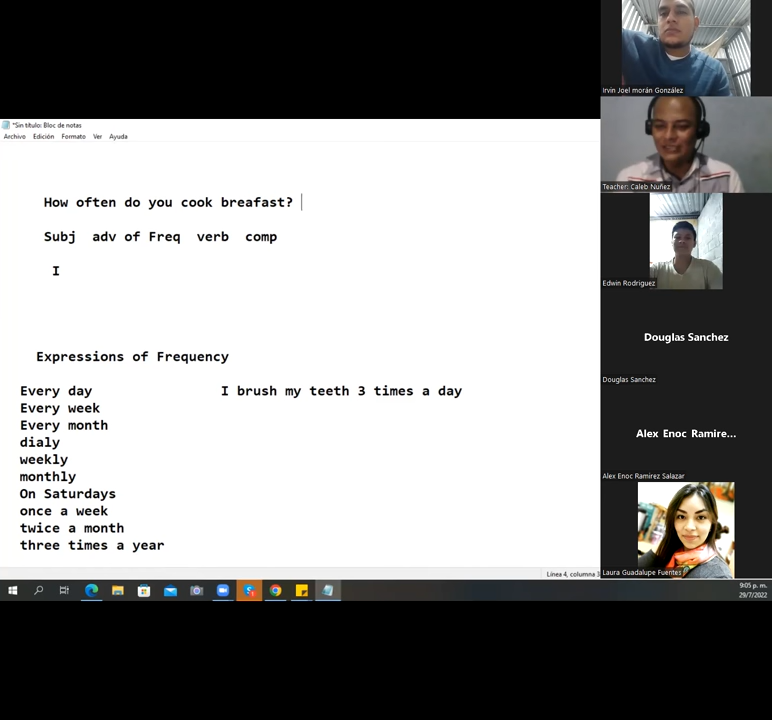 *Sin título: Bloc de notas
Archivo Edición Formato Ver Ayuda
How often do you cook breafast?
Subj adv of Freq verb comp
I
Expressions of Frequency
Every day I brush my teeth 3 times a day
Every week
Every month
dialy
weekly
monthly
On Saturdays
once a week
twice a month
three times a year
Línea 4, columna 3
9:05 p. m.
29/7/2022
Irvin Joel morán González
Teacher: Caleb Nuñez
Edwin Rodriguez
Douglas Sanchez
Douglas Sanchez
Alex Enoc Ramire...
Alex Enoc Ramirez Salazar
Laura Guadalupe Fuentes